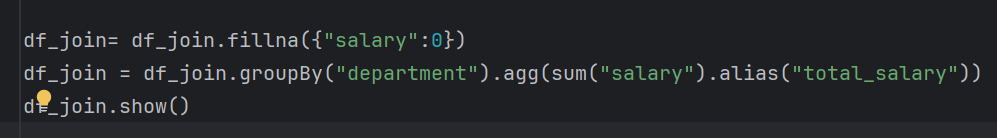 df_join= df_join.fillna({"salary":0})
df_join = df_join.groupBy("department").agg(sum("salary").alias("total_salary"))
df_join.show()